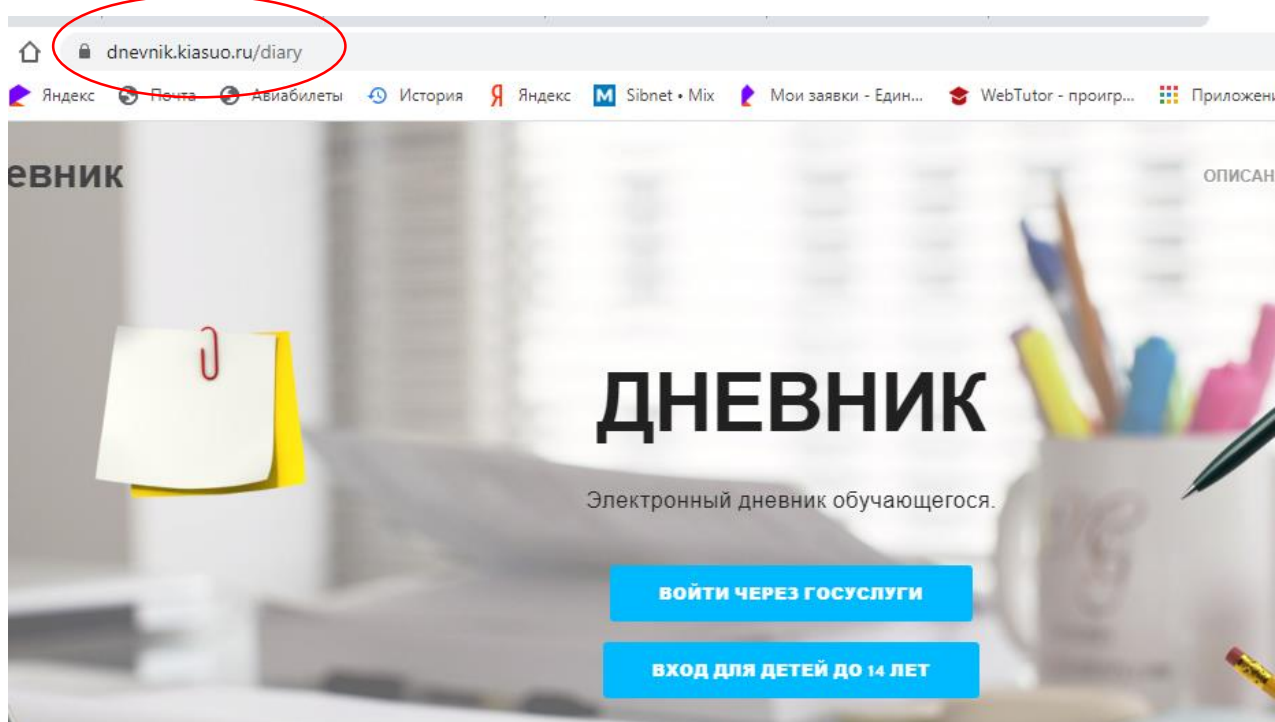 dnevnik.kiasuo.ru/diary
Яндекс Почта Авиабилеты История Я Яндекс M Sibnet • Mix Мои заявки - Един... WebTutor - проигр... Приложени
евник
ОПИСАН
ДНЕВНИК
Электронный дневник обучающегося.
ВОЙТИ ЧЕРЕЗ ГОСУСЛУГИ
ВХОД ДЛЯ ДЕТЕЙ ДО 14 ЛЕТ